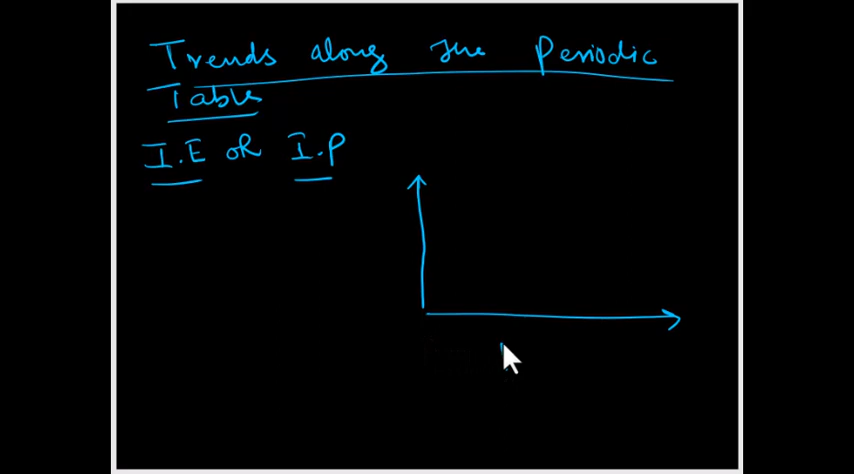 Trends along the Periodic
Table
I.E or I.P